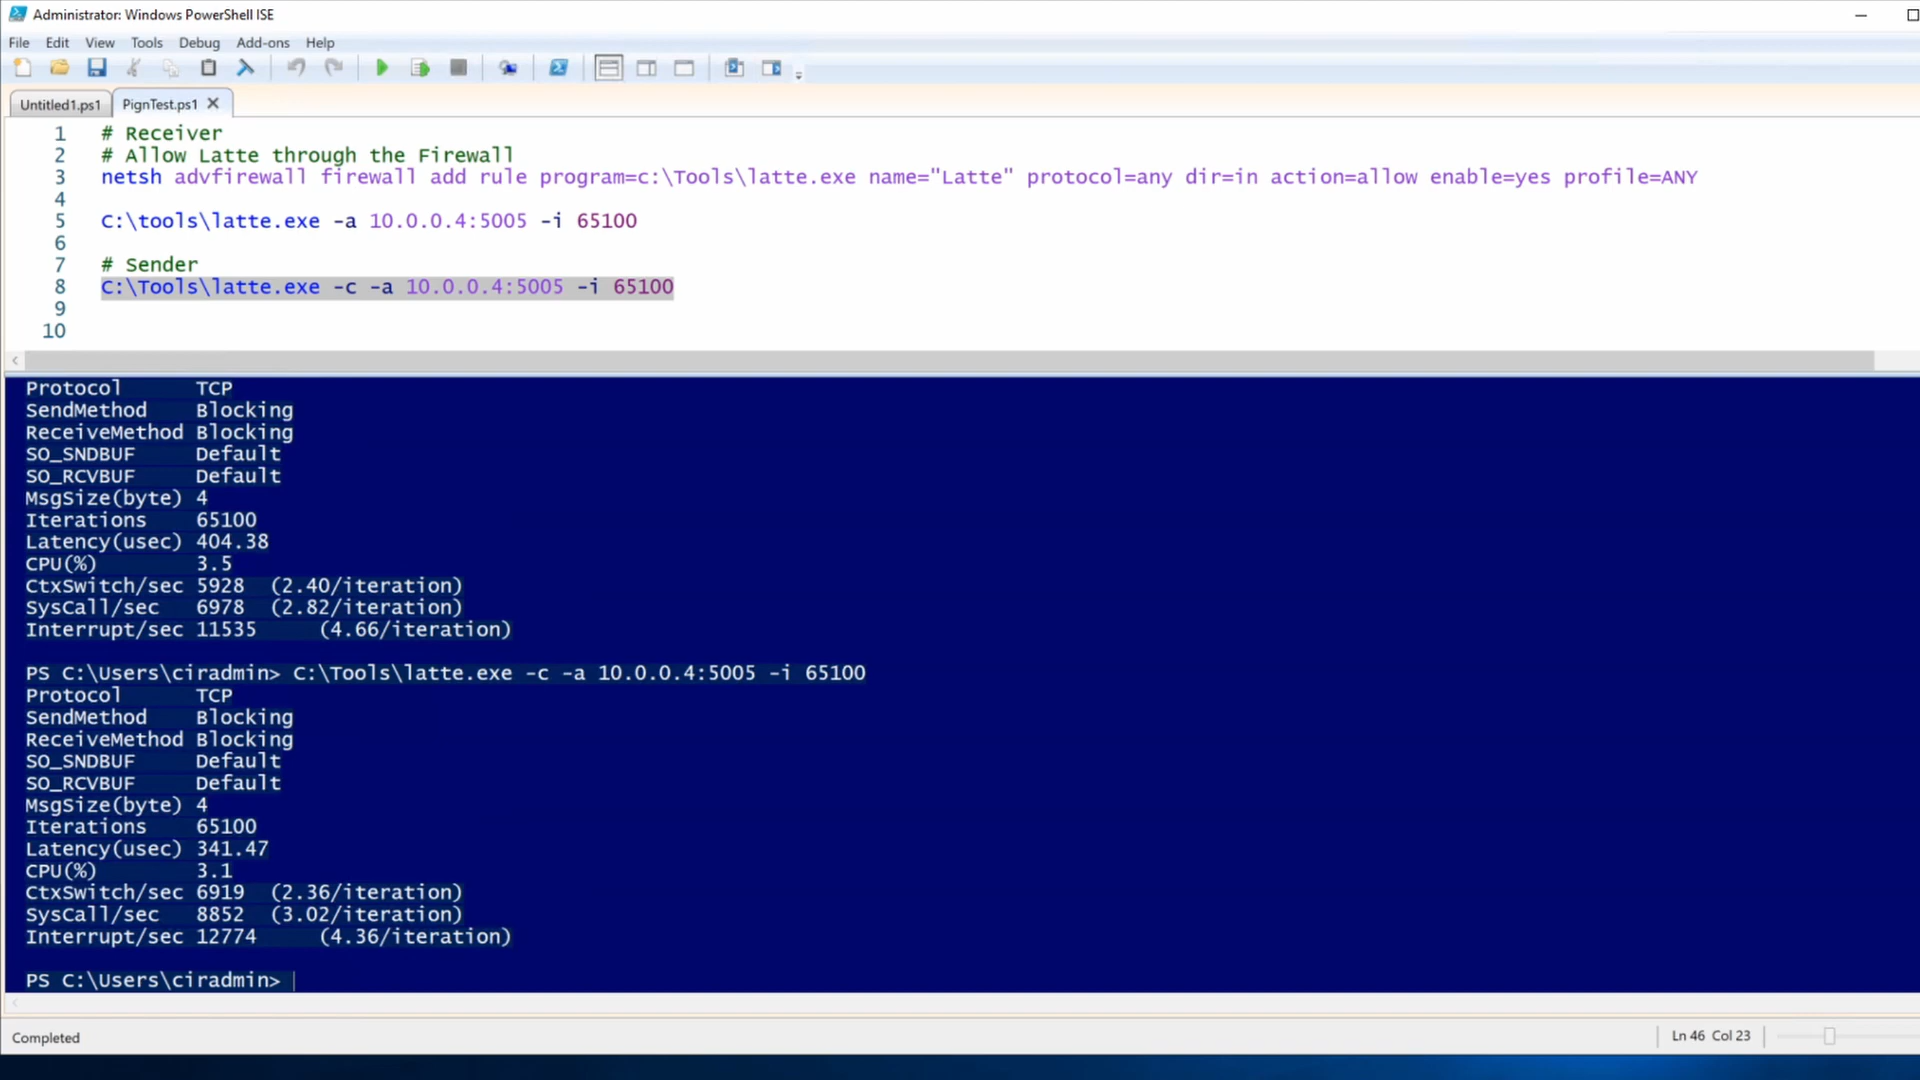 Administrator: Windows PowerShell ISE
File Edit View Tools Debug Add-ons Help
Untitled1.ps1 PignTest.ps1
1 # Receiver
2 # Allow Latte through the Firewall
3 netsh advfirewall firewall add rule program=c:\Tools\latte.exe name="Latte" protocol=any dir=in action=allow enable=yes profile=ANY
4
5 C:\tools\latte.exe -a 10.0.0.4:5005 -i 65100
6
7 # Sender
8 C:\Tools\latte.exe -c -a 10.0.0.4:5005 -i 65100
9
10
Protocol TCP
SendMethod Blocking
ReceiveMethod Blocking
SO_SNDBUF Default
SO_RCVBUF Default
MsgSize(byte) 4
Iterations 65100
Latency(usec) 404.38
CPU(%) 3.5
CtxSwitch/sec 5928 (2.40/iteration)
SysCall/sec 6978 (2.82/iteration)
Interrupt/sec 11535 (4.66/iteration)
PS C:\Users\ciradmin> C:\Tools\latte.exe -c -a 10.0.0.4:5005 -i 65100
Protocol TCP
SendMethod Blocking
ReceiveMethod Blocking
SO_SNDBUF Default
SO_RCVBUF Default
MsgSize(byte) 4
Iterations 65100
Latency(usec) 341.47
CPU(%) 3.1
CtxSwitch/sec 6919 (2.36/iteration)
SysCall/sec 8852 (3.02/iteration)
Interrupt/sec 12774 (4.36/iteration)
PS C:\Users\ciradmin>
Completed
Ln 46 Col 23